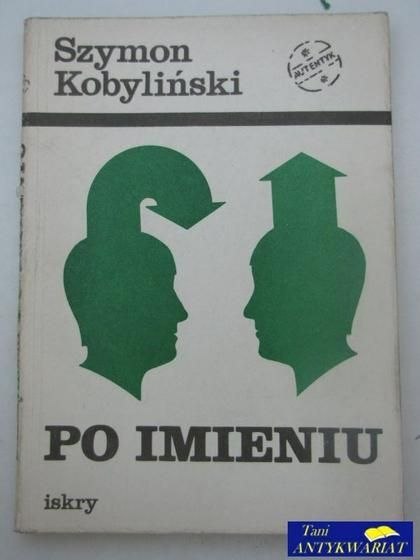 Szymon
Kobyliński
AUTENTYK
PO IMIENIU
iskry
Tani
ANTYKWARIAT